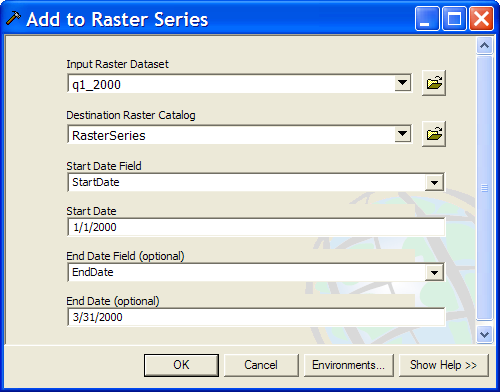 Add to Raster Series
Input Raster Dataset
q1_2000
Destination Raster Catalog
RasterSeries
Start Date Field
StartDate
Start Date
1/1/2000
End Date Field (optional)
EndDate
End Date (optional)
3/31/2000
OK Cancel Environments... Show Help >>